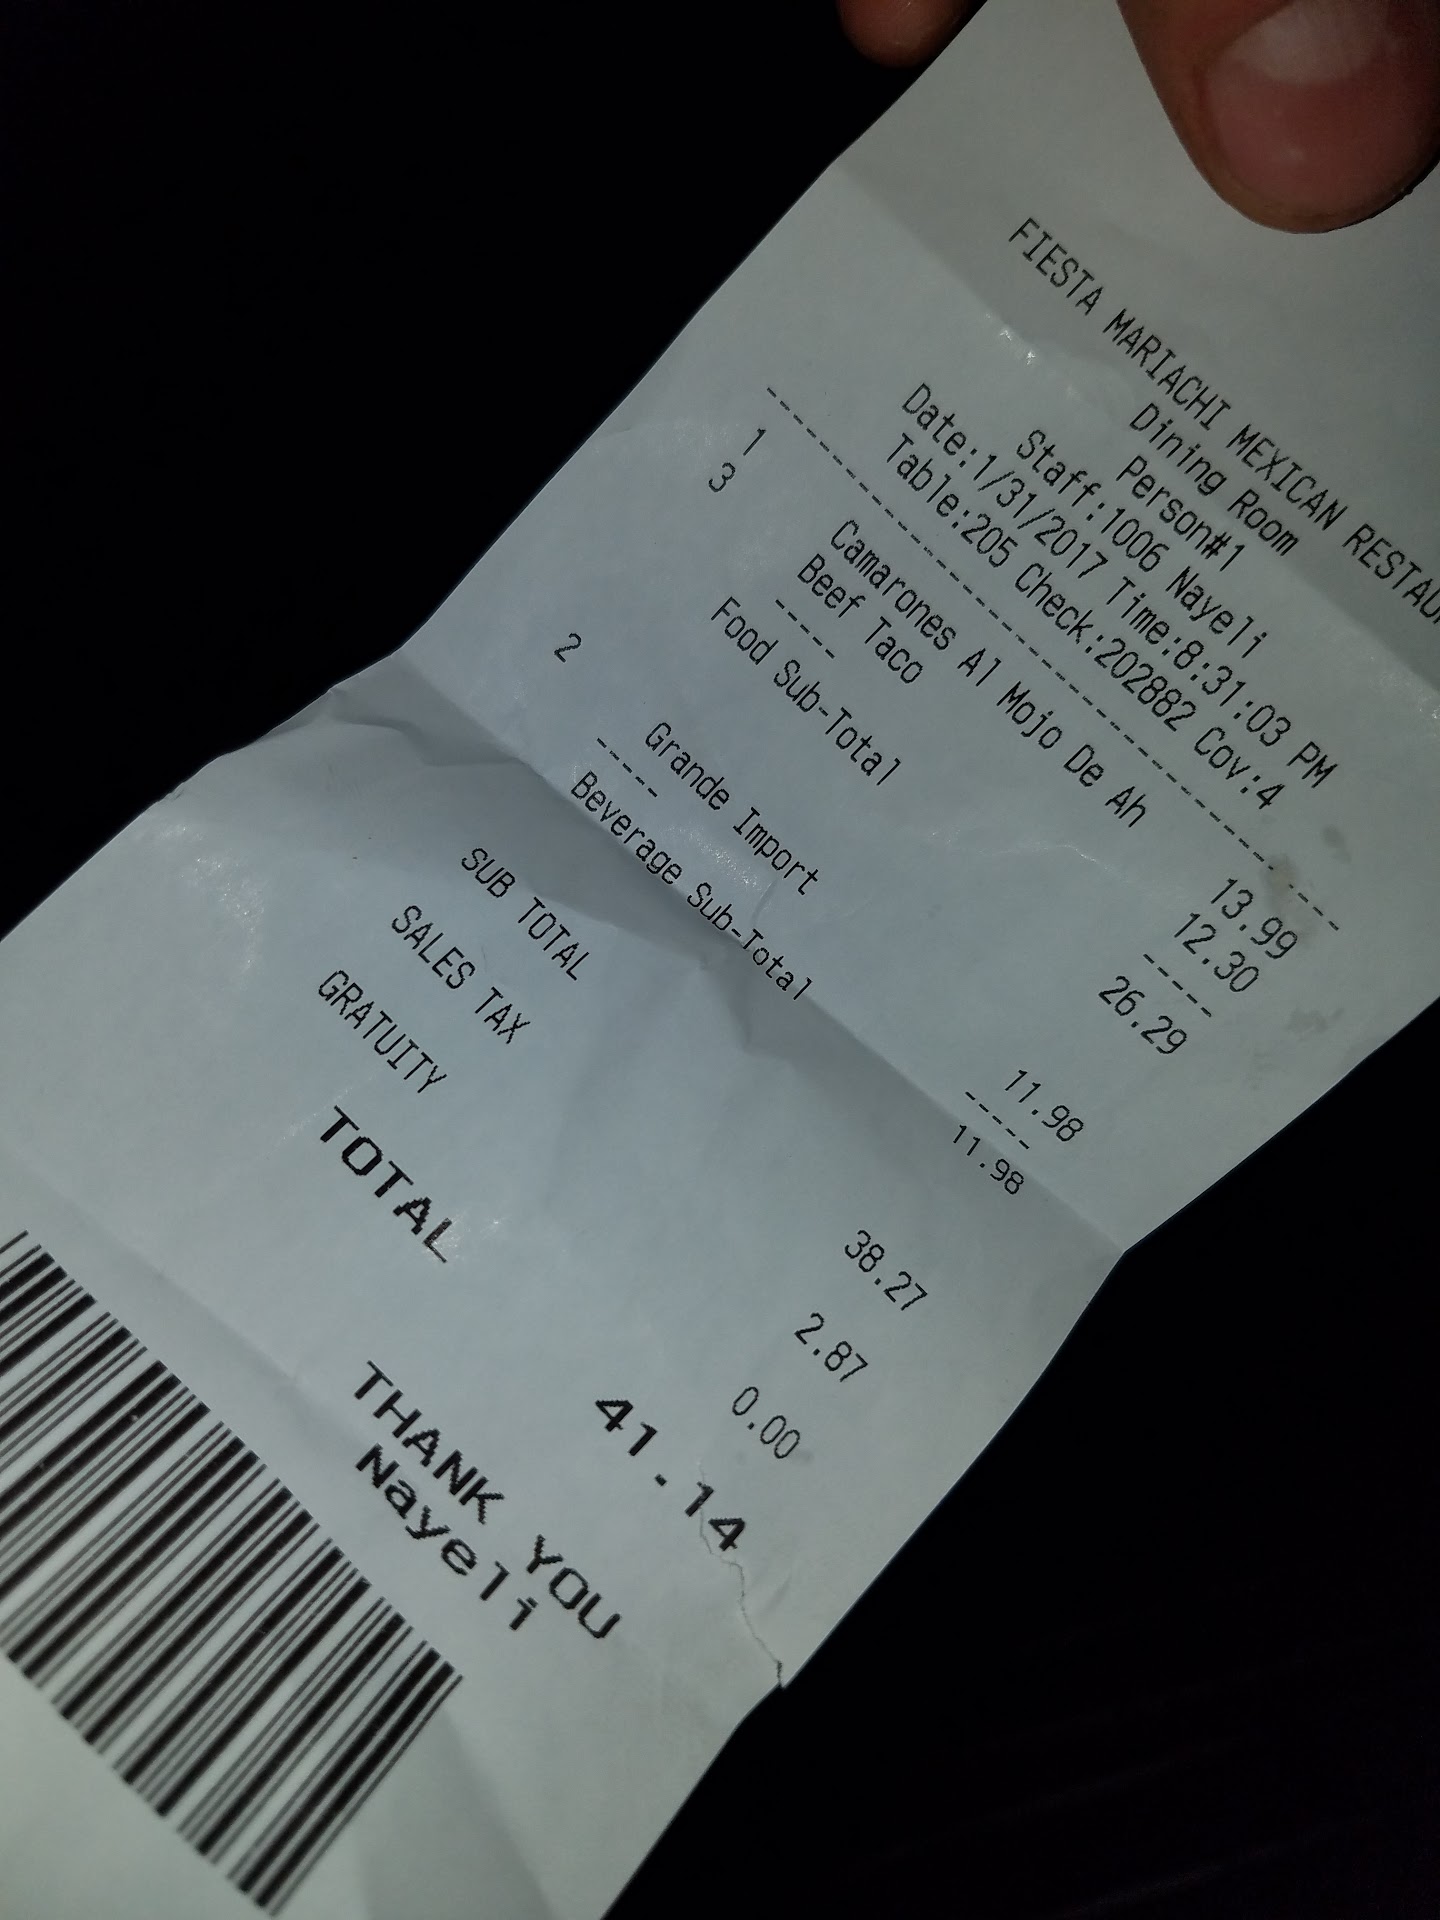 FIESTA MARIACHI MEXICAN
Dining Room
Person#1
Staff:1006 Nayeli
Date:1/31/2017 Time:8:31:03 PM
Table:205 Check:202882 Cov:4
1 Camarones Al Mojo De Ah 13.99
3 Beef Taco 12.30
Food Sub-Total 26.29
2 Grande Import 11.98
Beverage Sub-Total 11.98
SUB TOTAL 38.27
SALES TAX 2.87
GRATUITY 0.00
TOTAL 41.14
THANK YOU
Nayeli